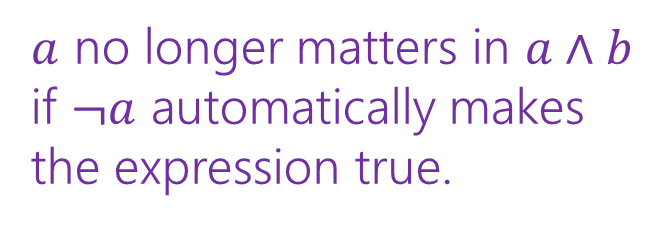 a no longer matters in a ∧ b
if ¬a automatically makes
the expression true.